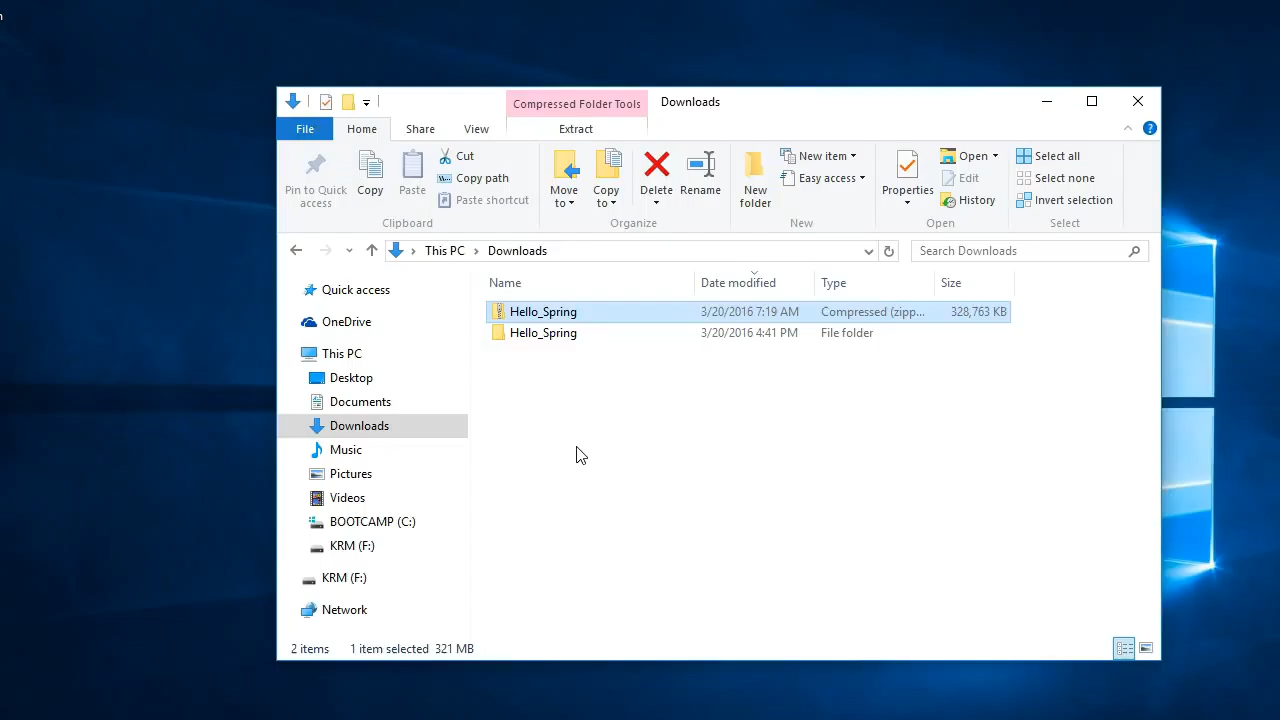 Compressed Folder Tools
Downloads
File
Home
Share
View
Extract
Pin to Quick
access
Copy
Paste
Cut
Copy path
Paste shortcut
Clipboard
Move
to
Copy
to
Delete
Rename
Organize
New
folder
New item
Easy access
New
Properties
Open
Edit
History
Open
Select all
Select none
Invert selection
Select
This PC > Downloads
Search Downloads
Name
Date modified
Type
Size
Hello_Spring 3/20/2016 7:19 AM Compressed (zipp... 328,763 KB
Hello_Spring 3/20/2016 4:41 PM File folder
Quick access
OneDrive
This PC
Desktop
Documents
Downloads
Music
Pictures
Videos
BOOTCAMP (C:)
KRM (F:)
KRM (F:)
Network
2 items 1 item selected 321 MB